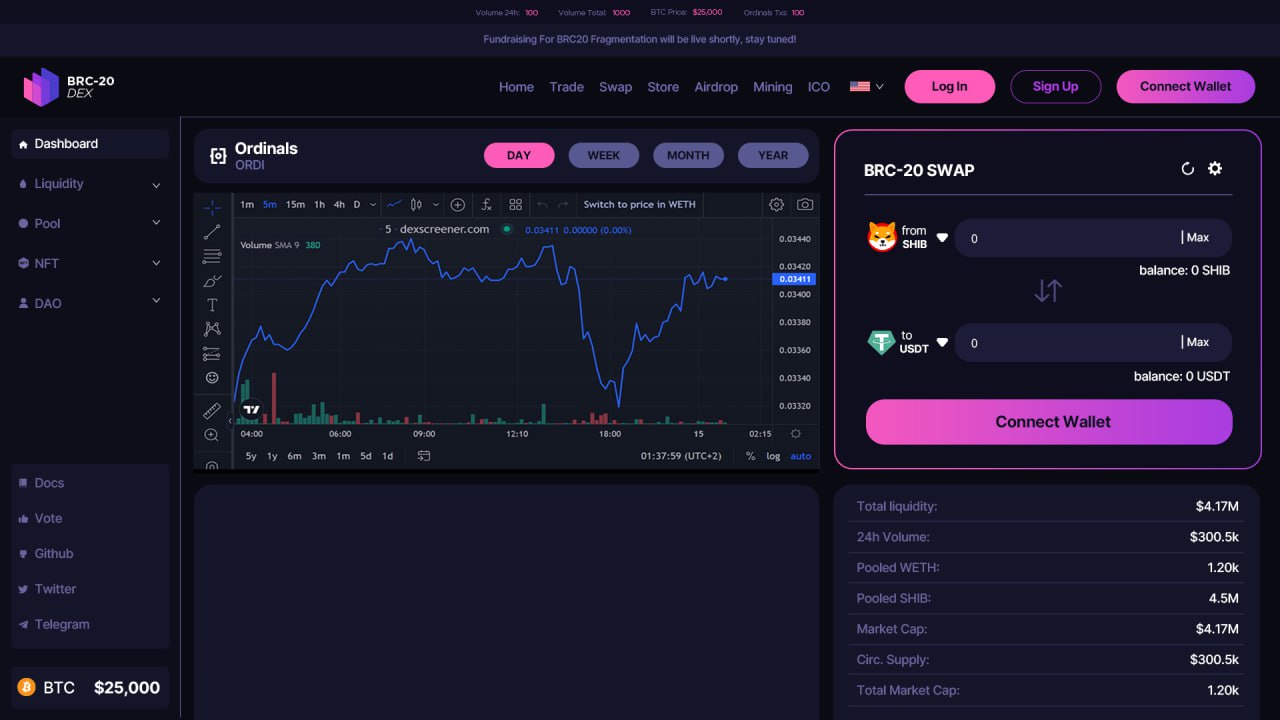 Volume 24h: 100 Volume Total: 1000 BTC Price: $25,000 Ordinals Txs: 100
Fundraising For BRC20 Fragmentation will be live shortly, stay tuned!
BRC-20
DEX
Home Trade Swap Store Airdrop Mining ICO Log In Sign Up Connect Wallet
Dashboard
Liquidity
Pool
NFT
DAO
Docs
Vote
Github
Twitter
Telegram
BTC $25,000
Ordinals
ORDI
DAY WEEK MONTH YEAR
1m 5m 15m 1h 4h D Switch to price in WETH
· 5 · dexscreener.com 0.03411 0.00000 (0.00%)
Volume SMA 9 380
0.03440
0.03420
0.03411
0.03400
0.03380
0.03360
0.03340
0.03320
04:00 06:00 09:00 12:10 18:00 15 02:15
5y 1y 6m 3m 1m 5d 1d 01:37:59 (UTC+2) % log auto
BRC-20 SWAP
from
SHIB
0 | Max
balance: 0 SHIB
to
USDT
0 | Max
balance: 0 USDT
Connect Wallet
Total liquidity: $4.17M
24h Volume: $300.5k
Pooled WETH: 1.20k
Pooled SHIB: 4.5M
Market Cap: $4.17M
Circ. Supply: $300.5k
Total Market Cap: 1.20k